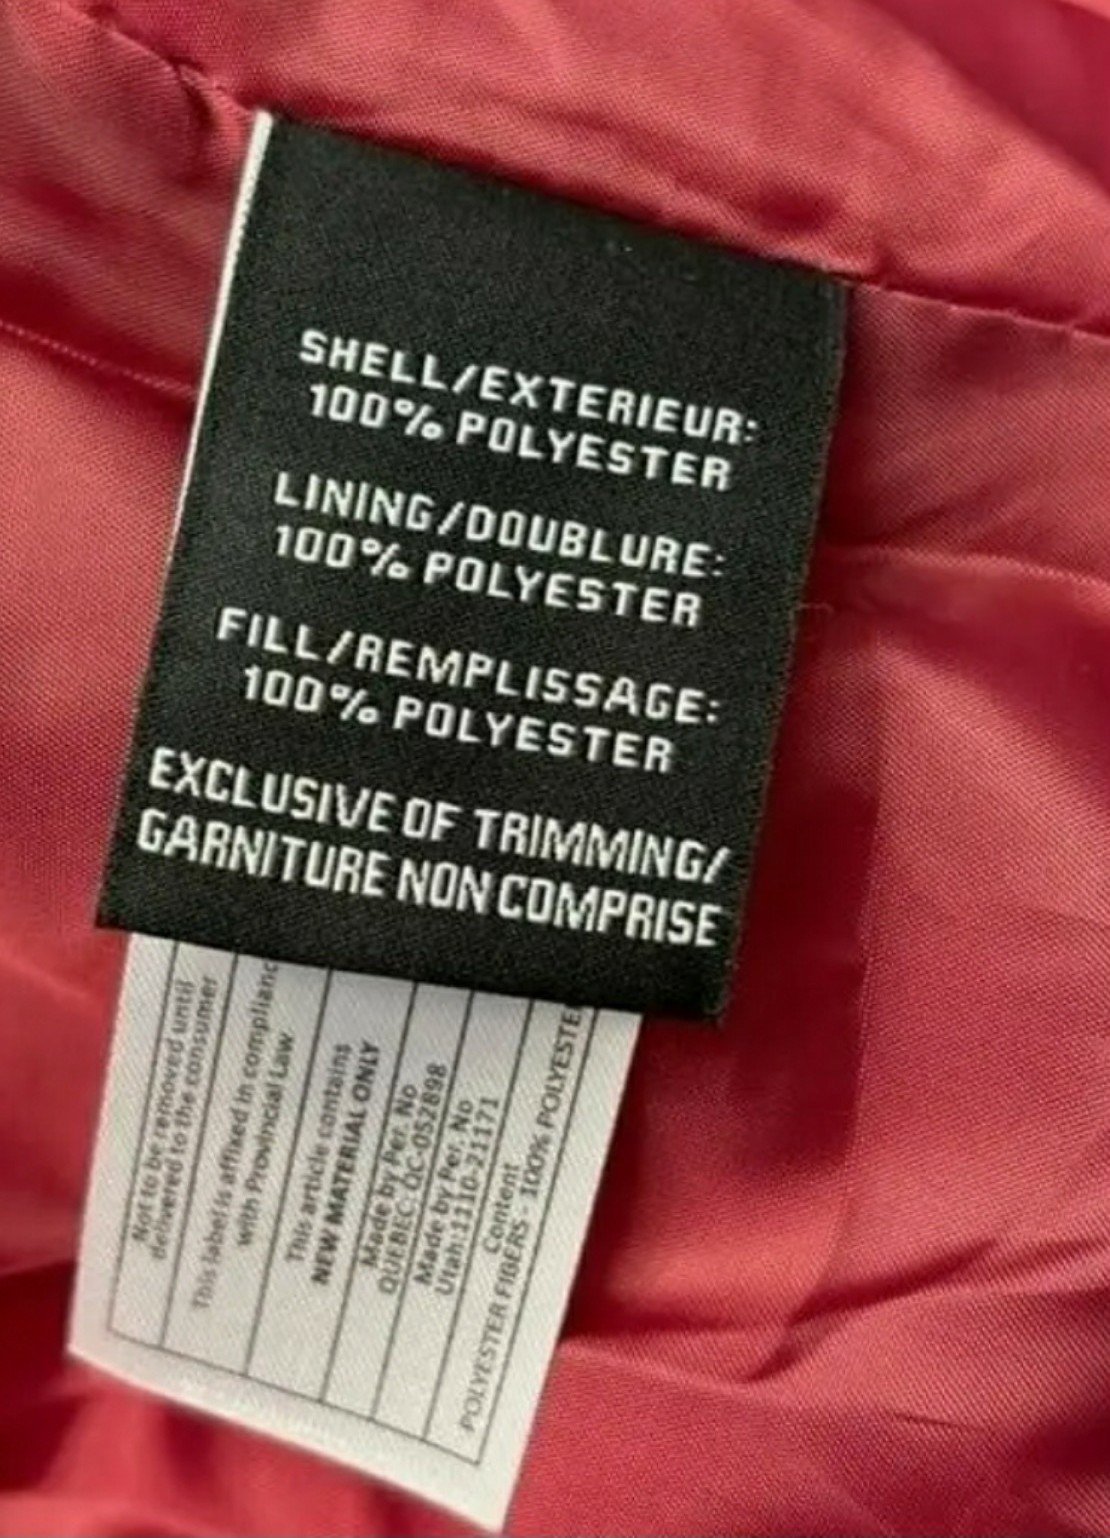 SHELL/EXTERIEUR:
100% POLYESTER
LINING/DOUBLURE:
100% POLYESTER
FILL/REMPLISSAGE:
100% POLYESTER
EXCLUSIVE OF TRIMMING/
GARNITURE NON COMPRISE
Not to be removed until
delivered to the consumer
This label is affixed in complianc
with Provincial Law
This article contains
NEW MATERIAL ONLY
Made by Per. No
QUEBEC: QC-052898
Made by Per. No
Utah:1110-21171
Content
POLYESTER FIBERS - 100% POLYESTE